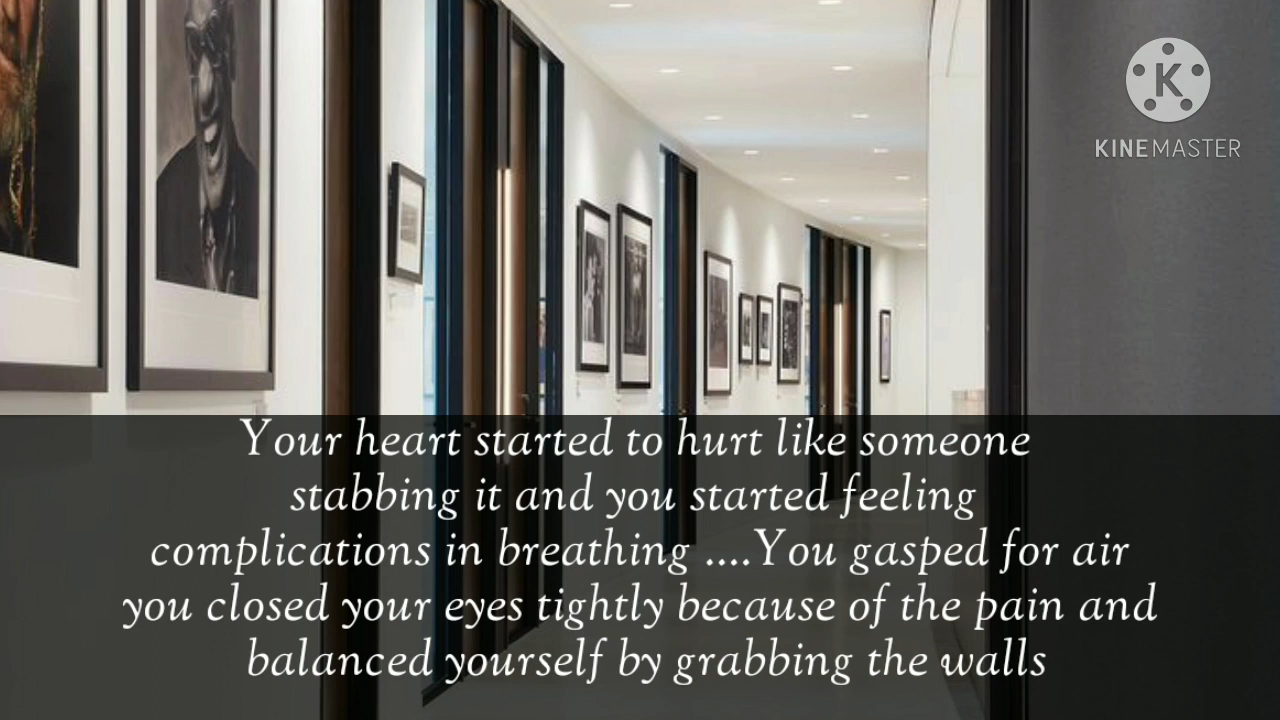 KINEMASTER
Your heart started to hurt like someone
stabbing it and you started feeling
complications in breathing ....You gasped for air
you closed your eyes tightly because of the pain and
balanced yourself by grabbing the walls